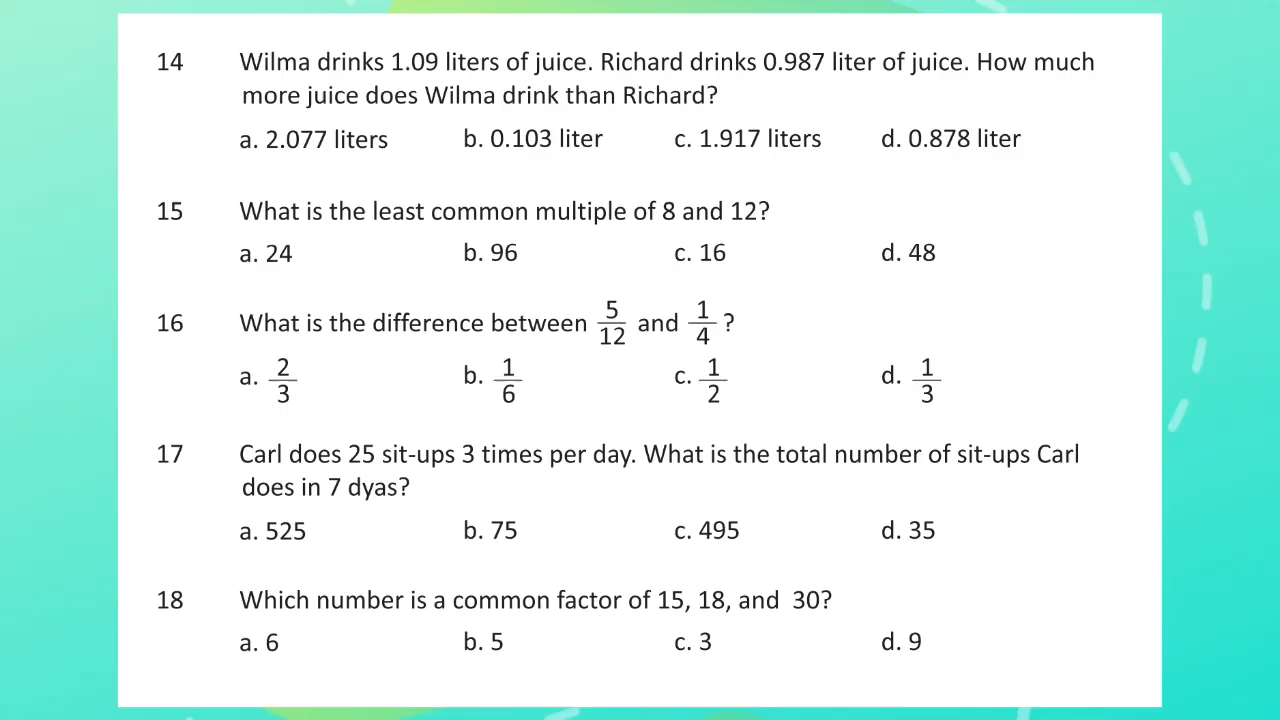 14 Wilma drinks 1.09 liters of juice. Richard drinks 0.987 liter of juice. How much
more juice does Wilma drink than Richard?
a. 2.077 liters b. 0.103 liter c. 1.917 liters d. 0.878 liter
15 What is the least common multiple of 8 and 12?
a. 24 b. 96 c. 16 d. 48
16 What is the difference between 5/12 and 1/4 ?
a. 2/3 b. 1/6 c. 1/2 d. 1/3
17 Carl does 25 sit-ups 3 times per day. What is the total number of sit-ups Carl
does in 7 dyas?
a. 525 b. 75 c. 495 d. 35
18 Which number is a common factor of 15, 18, and 30?
a. 6 b. 5 c. 3 d. 9